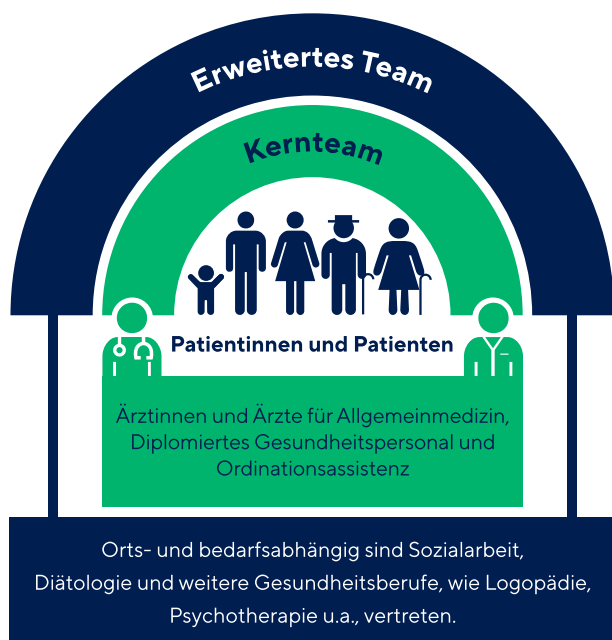 Erweitertes Team
Kernteam
Patientinnen und Patienten
Ärztinnen und Ärzte für Allgemeinmedizin,
Diplomiertes Gesundheitspersonal und
Ordinationsassistenz
Orts- und bedarfsabhängig sind Sozialarbeit,
Diätologie und weitere Gesundheitsberufe, wie Logopädie,
Psychotherapie u.a., vertreten.